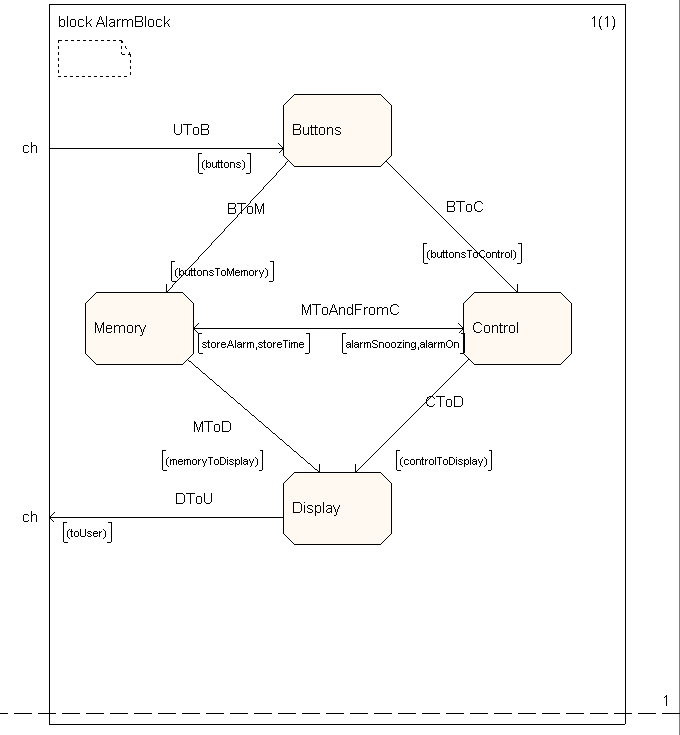 block AlarmBlock 1(1)
UToB
Buttons
ch
[(buttons)]
BToM
BToC
[(buttonsToControl)]
[(buttonsToMemory)]
MToAndFromC
Memory
Control
[storeAlarm,storeTime]
[alarmSnoozing,alarmOn]
CToD
MToD
[(memoryToDisplay)]
[(controlToDisplay)]
DToU
Display
ch
[(toUser)]
1